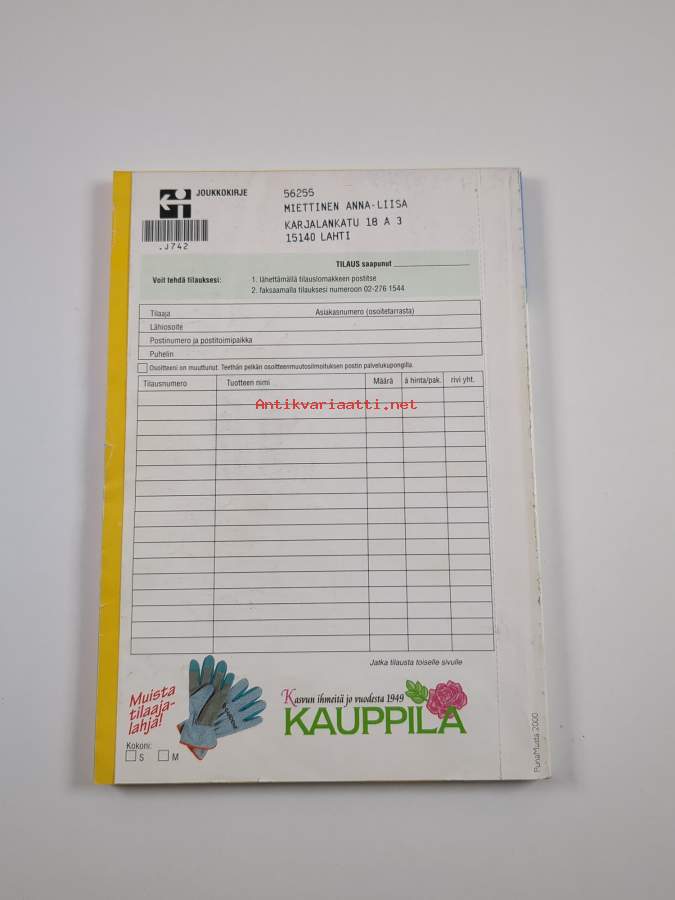 JOUKKOKIRJE
.J742
56255
MIETTINEN ANNA-LIISA
KARJALANKATU 18 A 3
15140 LAHTI
TILAUS saapunut
Voit tehdä tilauksesi:
1. lähettämällä tilauslomakkeen postitse
2. faksaamalla tilauksesi numeroon 02-276 1544
Tilaaja Asiakasnumero (osoitetarrasta)
Lähiosoite
Postinumero ja postitoimipaikka
Puhelin
Osoitteeni on muuttunut. Teethän pelkän osoitteenmuutosilmoituksen postin palvelukupongilla.
Tilausnumero Tuotteen nimi Määrä á hinta/pak. rivi yht.
Antikvariaatti.net
Jatka tilausta toiselle sivulle
Muista
tilaaja-
lahja!
Kokoni:
S M
Kasvun ihmeitä jo vuodesta 1949
KAUPPILA
PunaMusta 2000